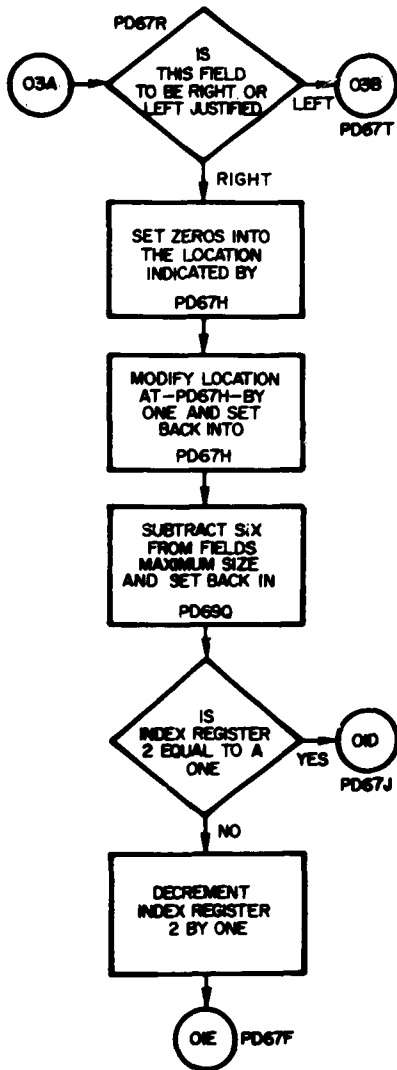 PD67R
IS
THIS FIELD
TO BE RIGHT OR
LEFT JUSTIFIED
03A
03B
LEFT
PD67T
RIGHT
SET ZEROS INTO
THE LOCATION
INDICATED BY
PD67H
MODIFY LOCATION
AT-PD67H-BY
ONE AND SET
BACK INTO
PD67H
SUBTRACT SIX
FROM FIELDS
MAXIMUM SIZE
AND SET BACK IN
PD69Q
IS
INDEX REGISTER
2 EQUAL TO A
ONE
01D
YES
PD67J
NO
DECREMENT
INDEX REGISTER
2 BY ONE
01E
PD67F